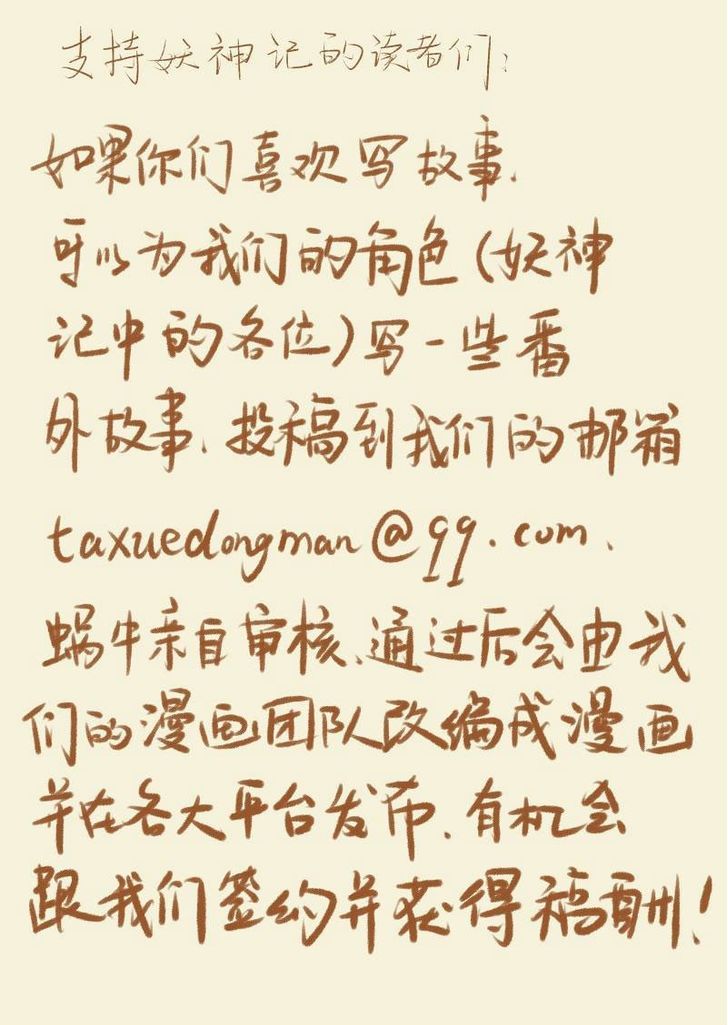 支持妖神记的读者们：
如果你们喜欢写故事，
可以为我们的角色（妖神
记中的各位）写一些番
外故事，投稿到我们的邮箱
taxuedongman@qq.com、
蜗牛亲自审核，通过后会由我
们的漫画团队改编成漫画
并在各大平台发布，有机会
跟我们签约并获得稿酬！